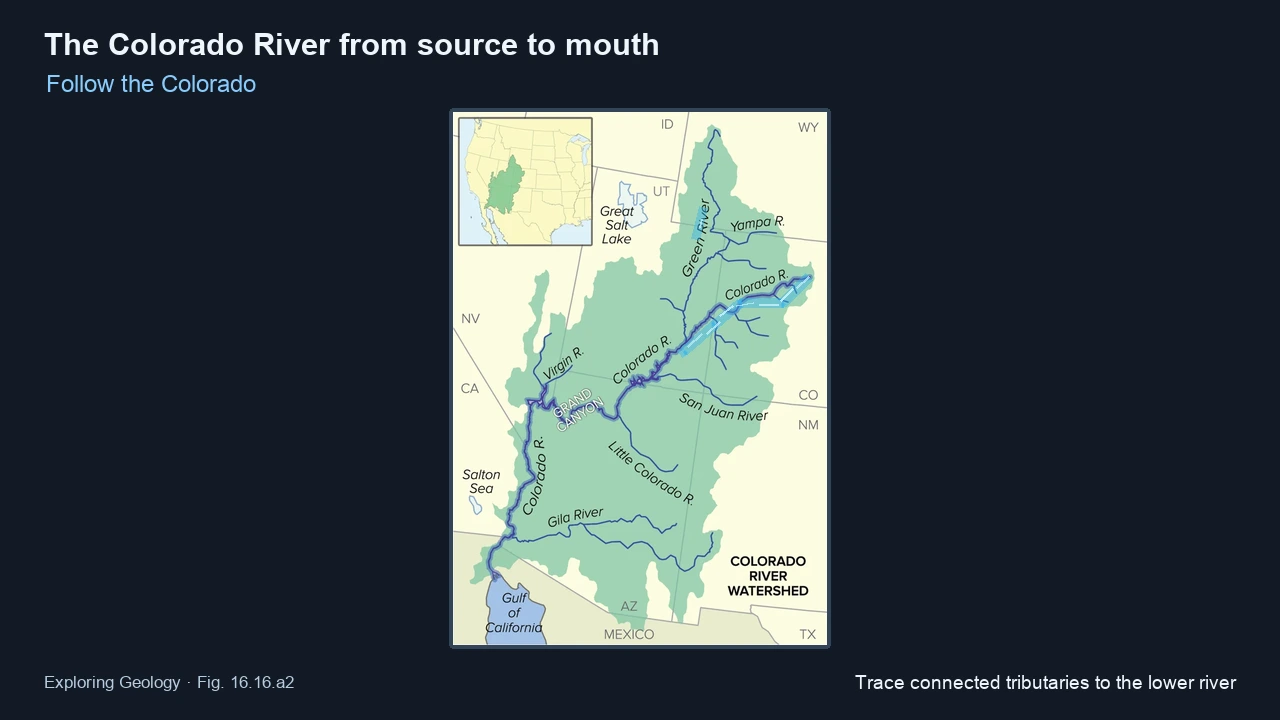 The Colorado River from source to mouth
Follow the Colorado
ID
WY
UT
Great
Salt
Lake
Green River
Yampa R.
Colorado R.
NV
Virgin R.
Colorado R.
CA
GRAND
CANYON
CO
San Juan River
NM
Little Colorado R.
Colorado R.
Salton
Sea
Gila River
COLORADO
RIVER
WATERSHED
Gulf
of
California
AZ
MEXICO
TX
Exploring Geology · Fig. 16.16.a2
Trace connected tributaries to the lower river